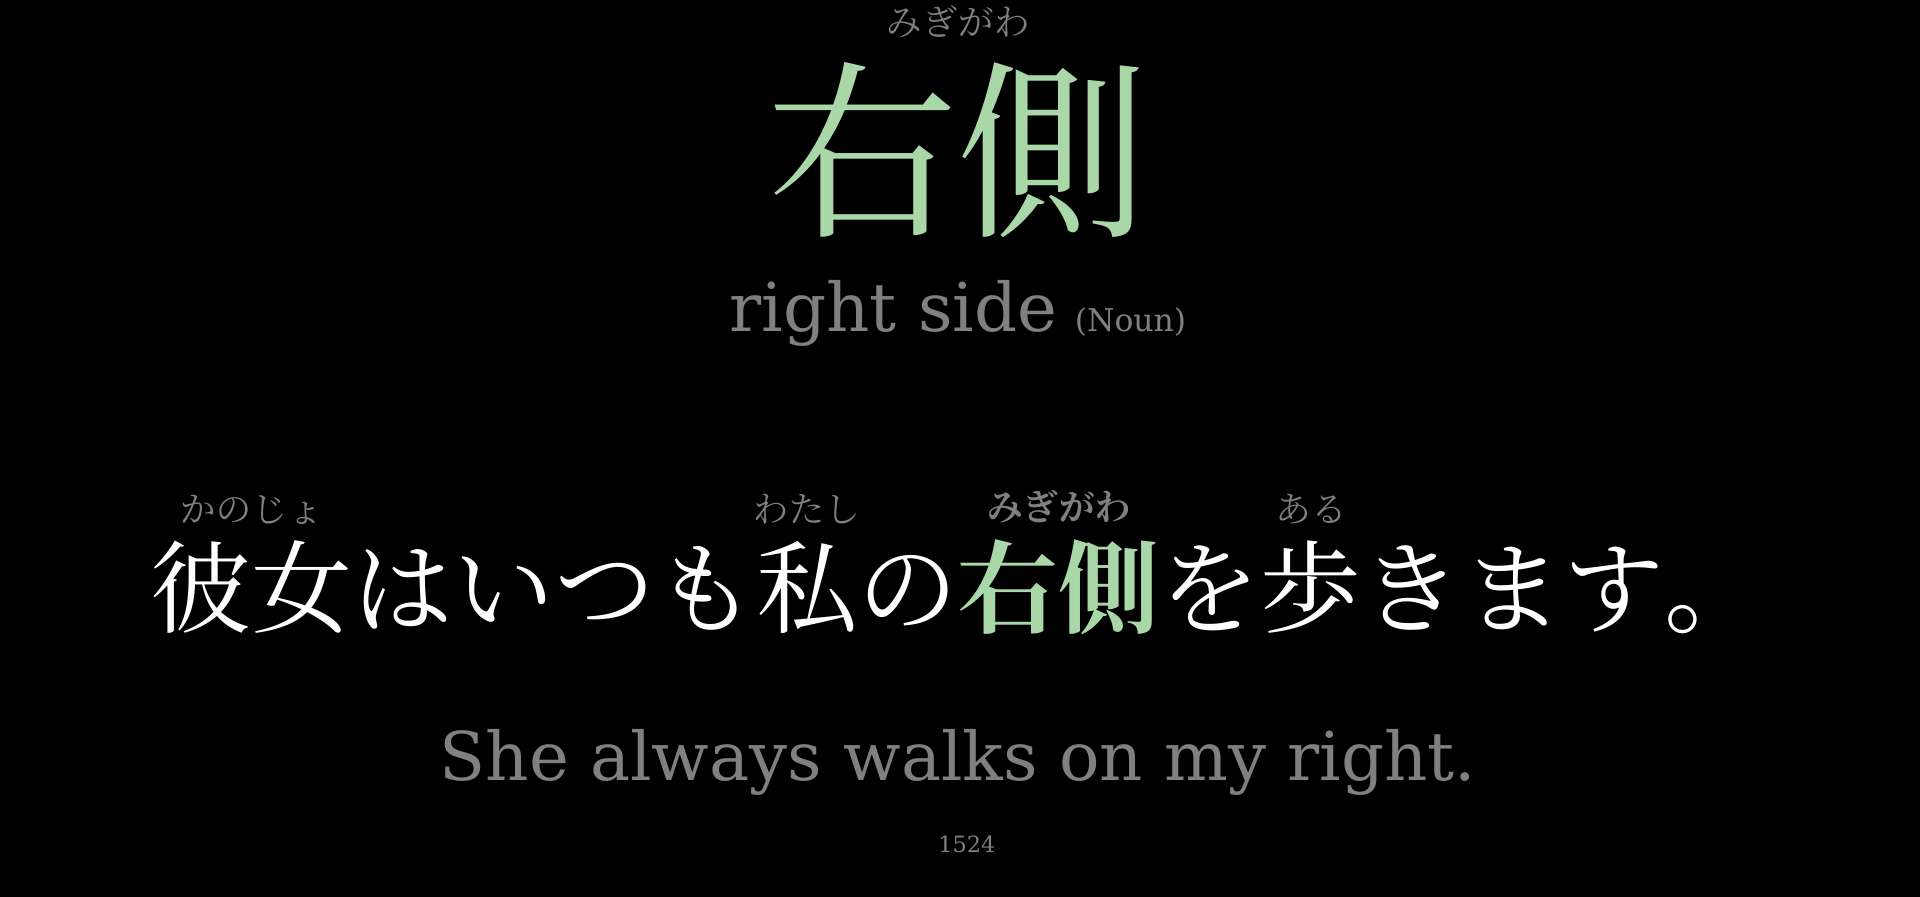 みぎがわ
右側
right side (Noun)
かのじょ わたし みぎがわ ある
彼女はいつも私の右側を歩きます。
She always walks on my right.
1524